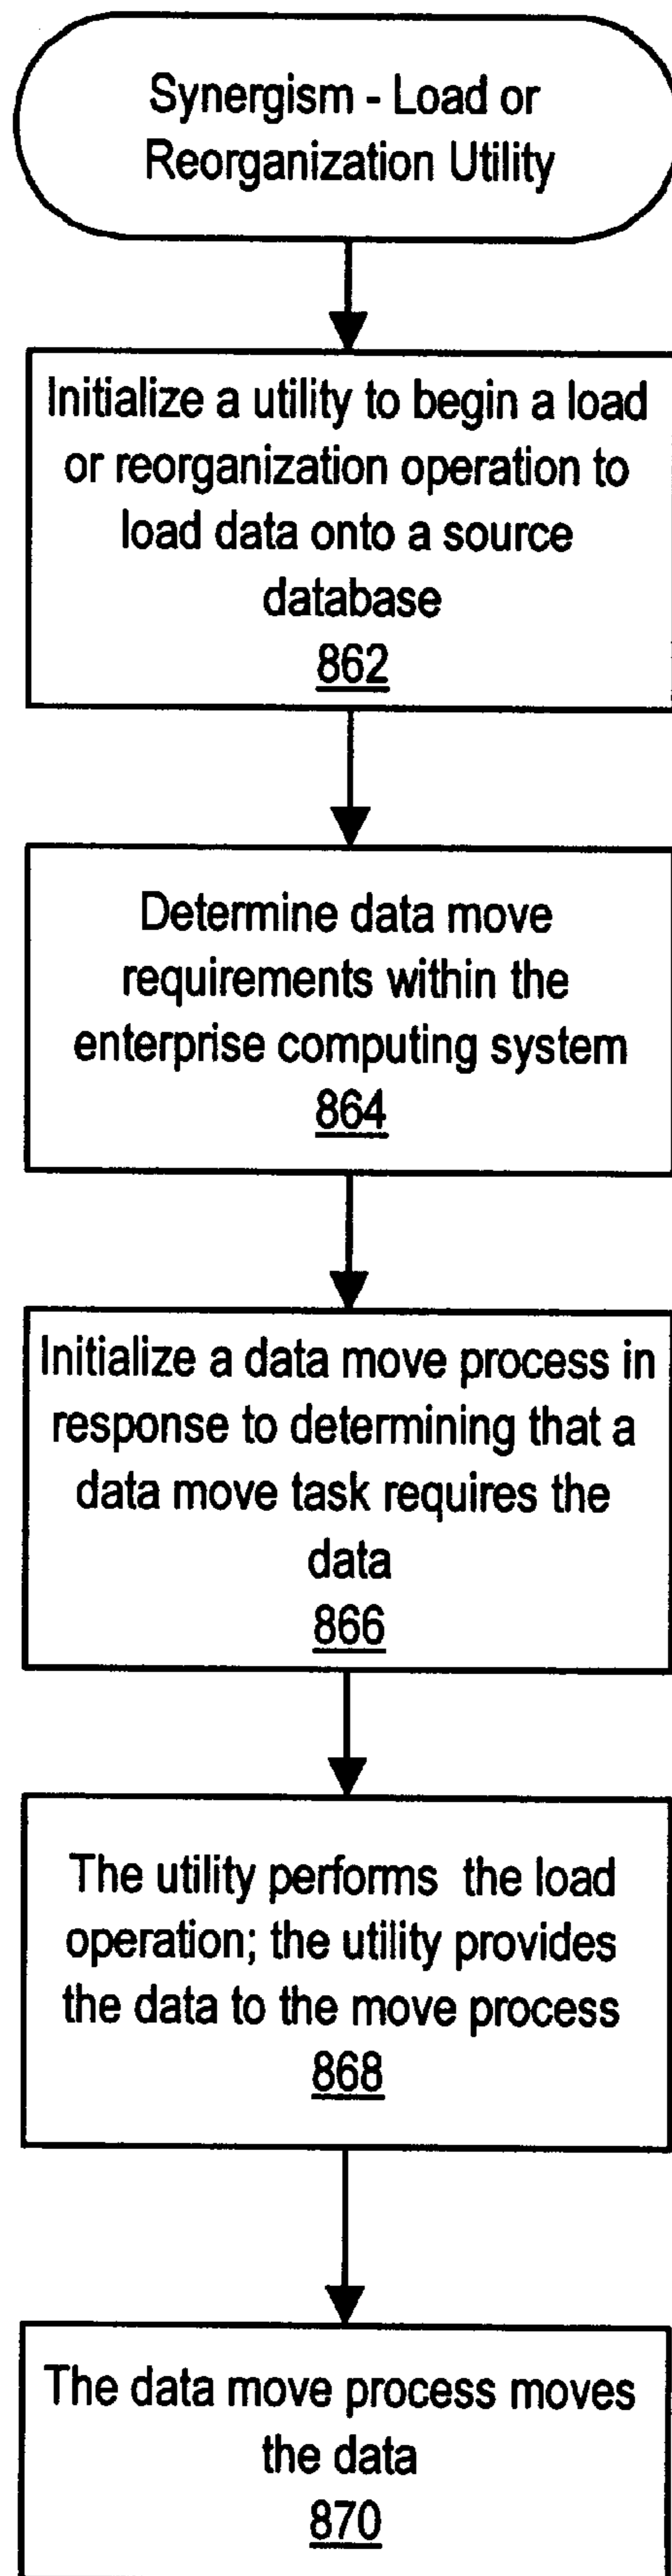 Synergism - Load or
Reorganization Utility
Initialize a utility to begin a load
or reorganization operation to
load data onto a source
database
862
Determine data move
requirements within the
enterprise computing system
864
Initialize a data move process in
response to determining that a
data move task requires the
data
866
The utility performs the load
operation; the utility provides
the data to the move process
868
The data move process moves
the data
870